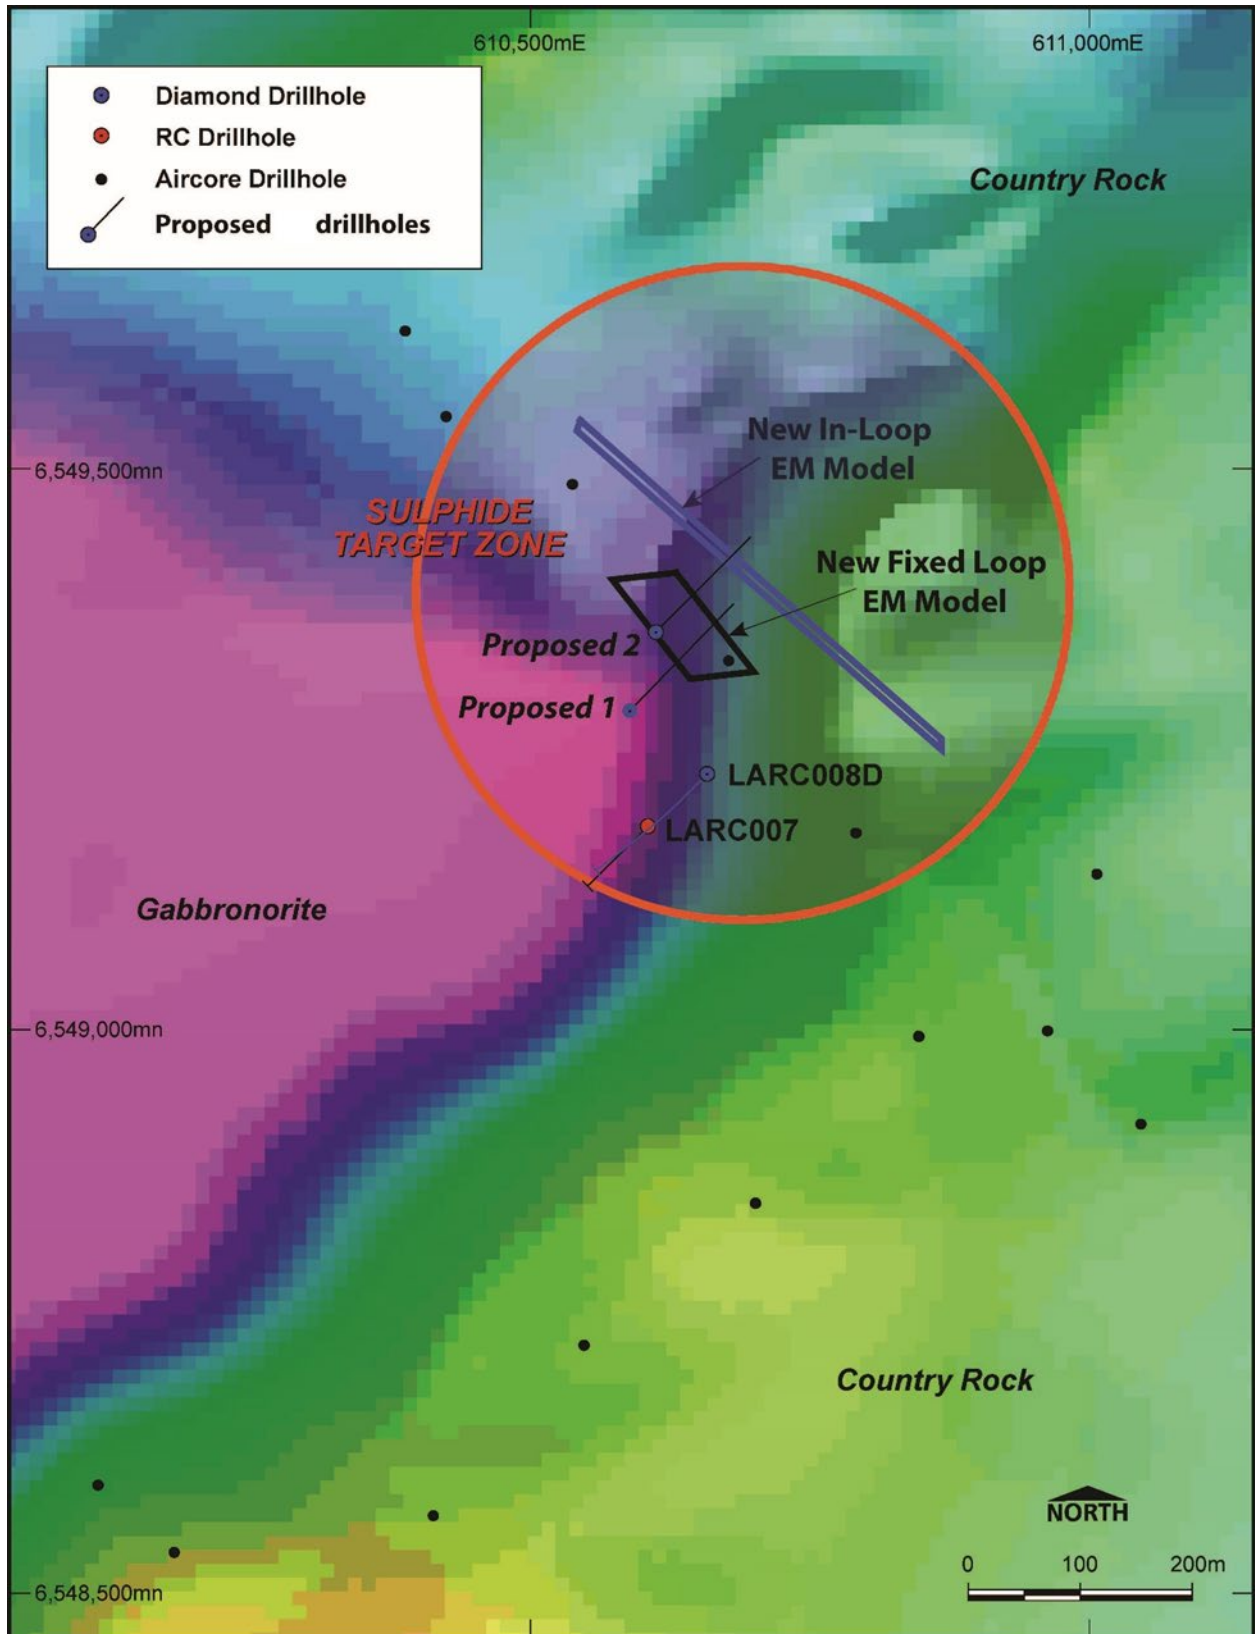 610,500mE
611,000mE
Diamond Drillhole
RC Drillhole
Aircore Drillhole
Proposed drillholes
Country Rock
New In-Loop
EM Model
6,549,500mn
SULPHIDE
TARGET ZONE
New Fixed Loop
EM Model
Proposed 2
Proposed 1
LARC008D
LARC007
Gabbronorite
6,549,000mn
Country Rock
NORTH
0 100 200m
6,548,500mn